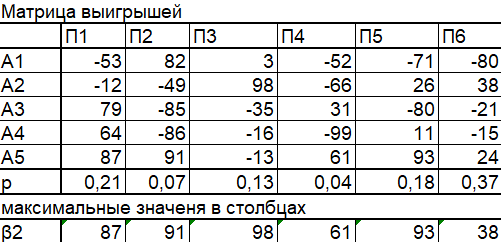 Матрица выигрышей
П1 П2 П3 П4 П5 П6
А1 -53 82 3 -52 -71 -80
А2 -12 -49 98 -66 26 38
А3 79 -85 -35 31 -80 -21
А4 64 -86 -16 -99 11 -15
А5 87 91 -13 61 93 24
р 0,21 0,07 0,13 0,04 0,18 0,37
максимальные значеня в столбцах
β2 87 91 98 61 93 38